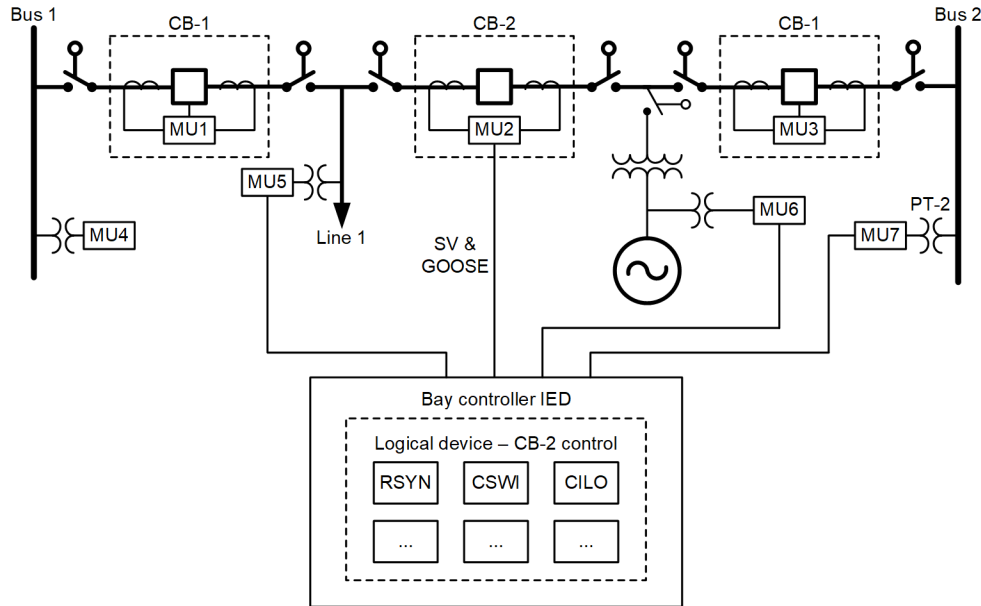 Bus 1
Bus 2
CB-1
CB-2
CB-1
MU1
MU2
MU3
MU5
MU6
PT-2
MU4
MU7
Line 1
SV &
GOOSE
Bay controller IED
Logical device – CB-2 control
RSYN
CSWI
CILO
...
...
...